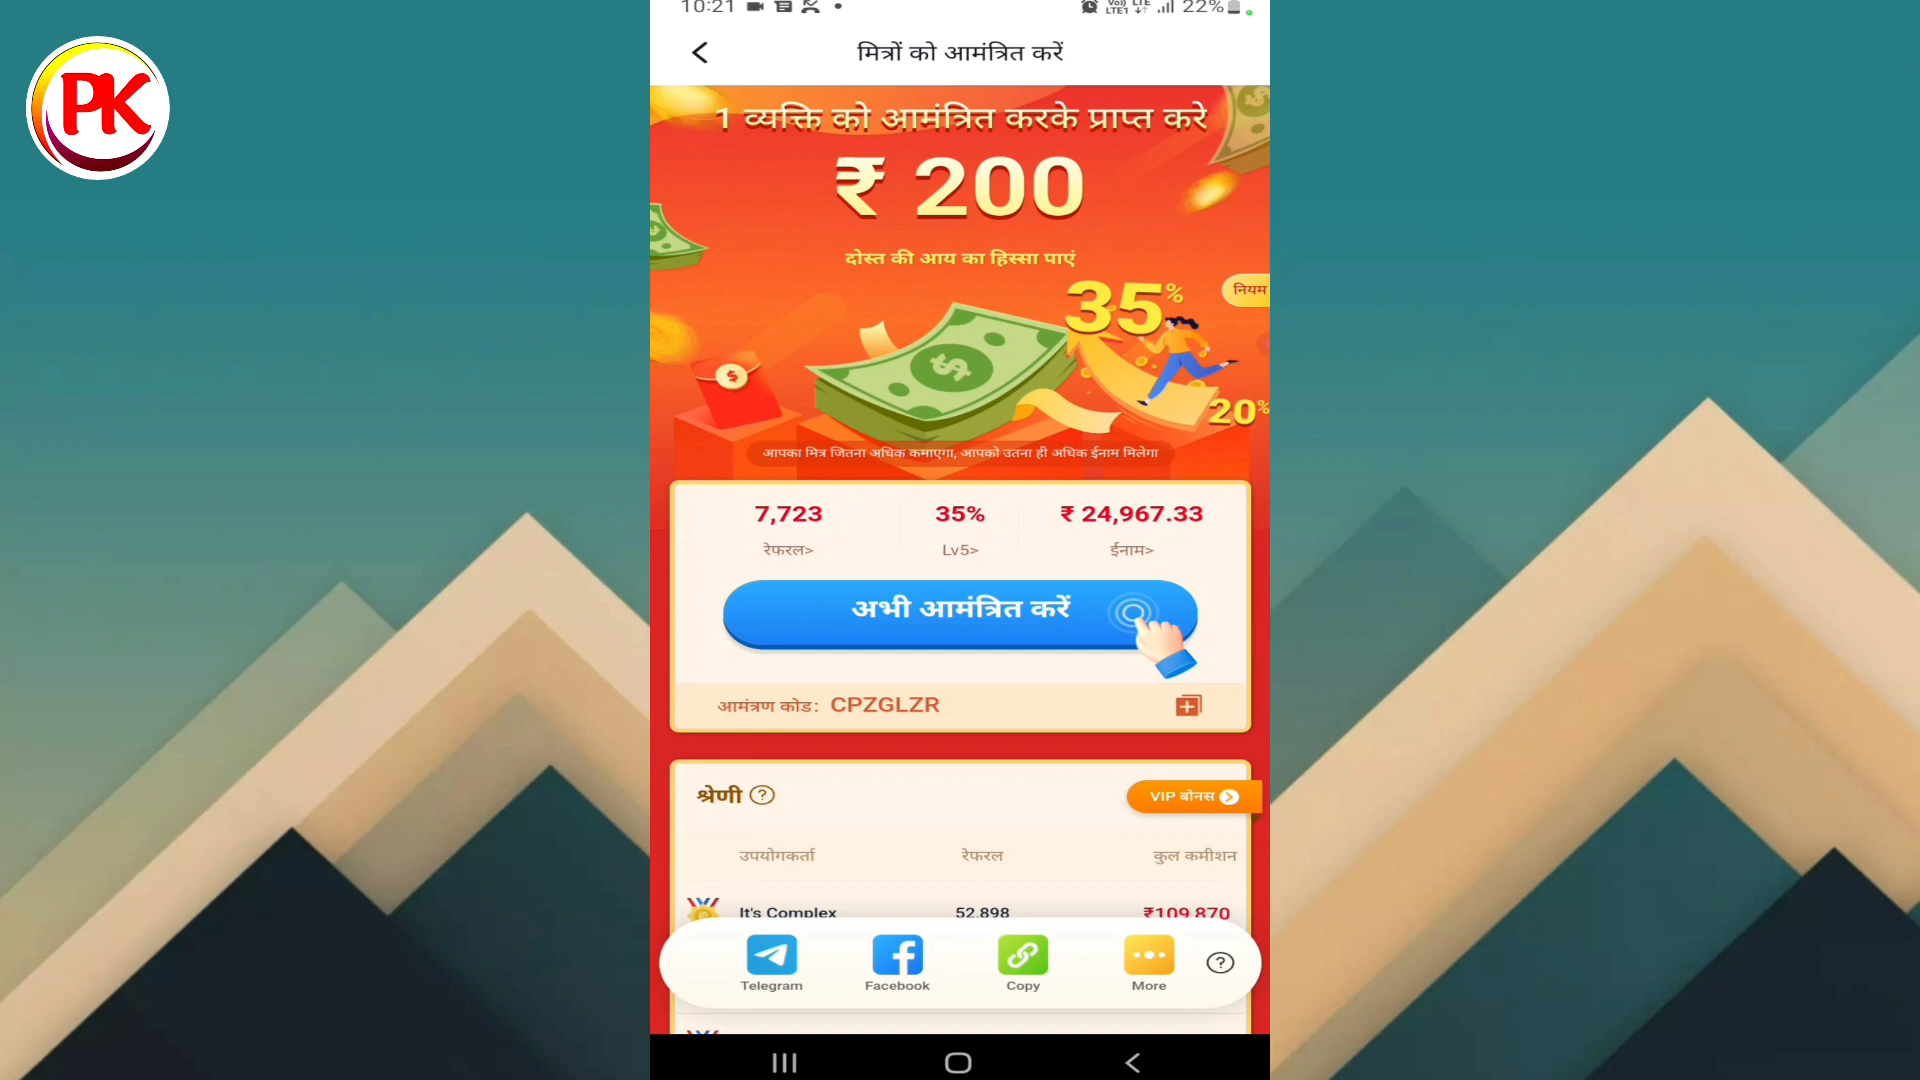 10:21
VoLTE1 LTE 22%
PK
मित्रों को आमंत्रित करें
1 व्यक्ति को आमंत्रित करके प्राप्त करे
₹ 200
दोस्त की आय का हिस्सा पाएं
35%
नियम
20%
आपका मित्र जितना अधिक कमाएगा, आपको उतना ही अधिक ईनाम मिलेगा
7,723 35% ₹ 24,967.33
रेफरल> Lv5> ईनाम>
अभी आमंत्रित करें
आमंत्रण कोड: CPZGLZR
श्रेणी ?
VIP बोनस
उपयोगकर्ता रेफरल कुल कमीशन
It's Complex 52,898 ₹109,870
Telegram Facebook Copy More ?